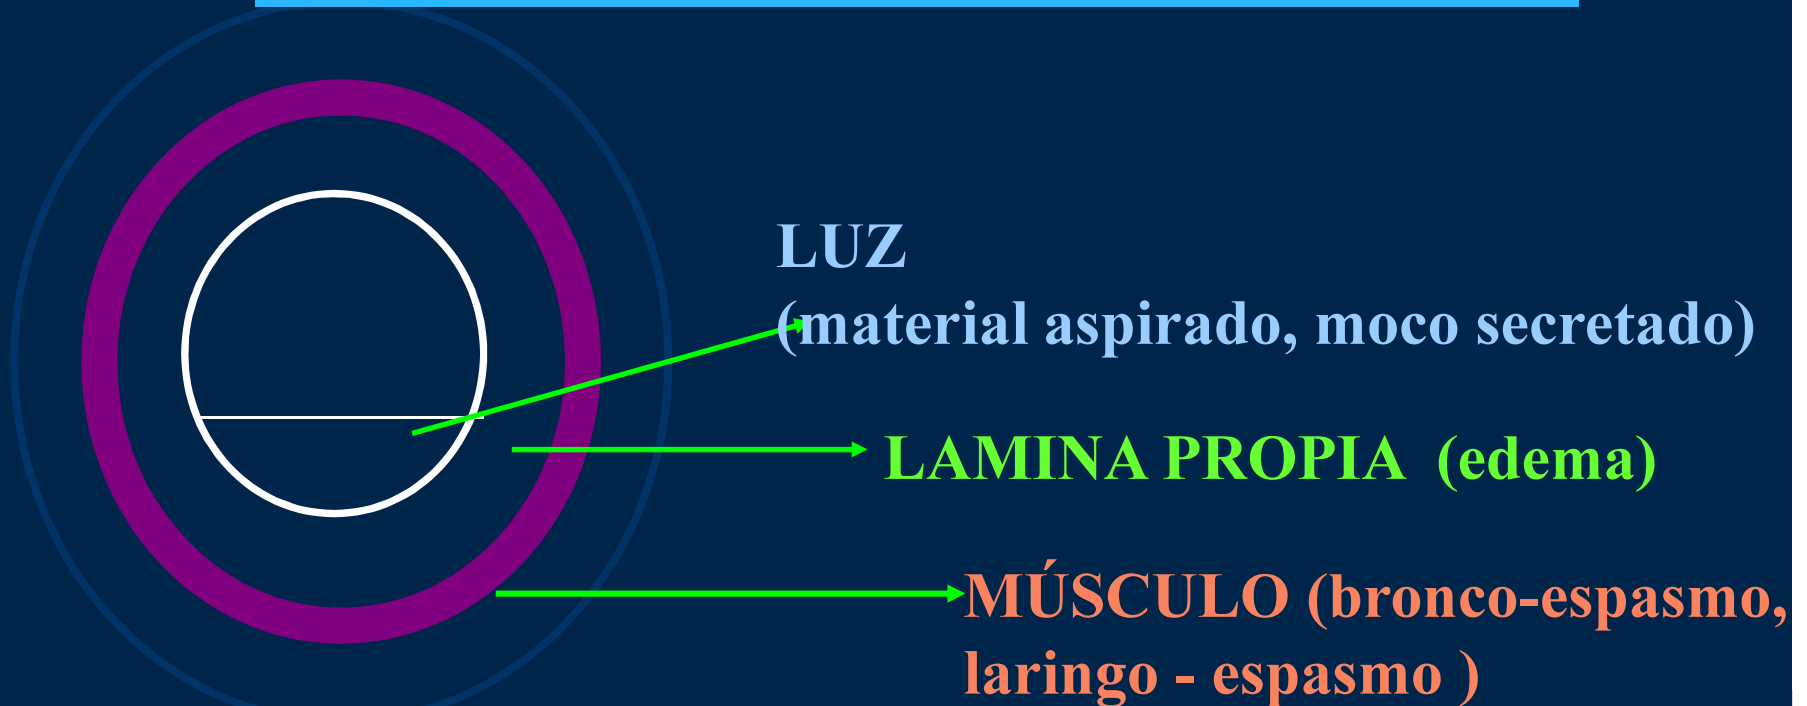 LUZ
(material aspirado, moco secretado)
LAMINA PROPIA (edema)
MÚSCULO (bronco-espasmo,
laringo - espasmo )